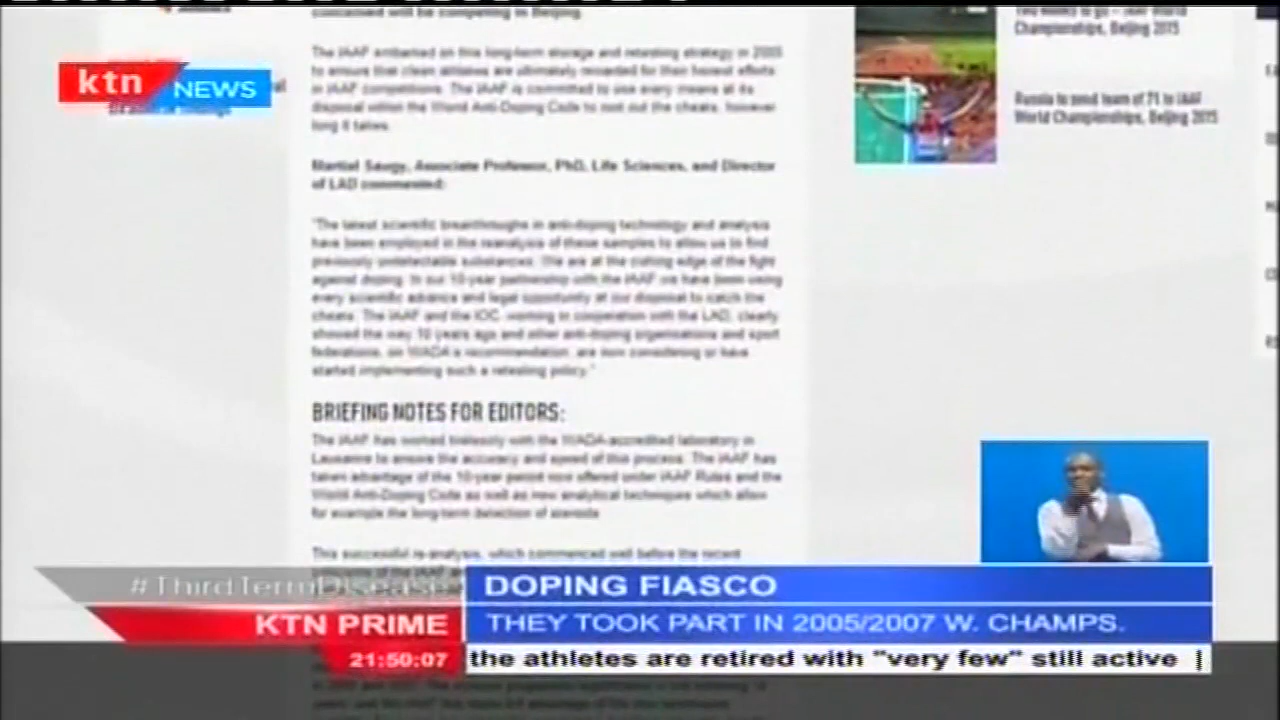 concerned will be competing in Beijing.
The IAAF embarked on this long-term storage and retesting strategy in 2005
to ensure that clean athletes are ultimately rewarded for their honest efforts
in IAAF competitions. The IAAF is committed to use every means at its
disposal within the World Anti-Doping Code to root out the cheats, however
long it takes.
Martial Saugy, Associate Professor, PhD, Life Sciences, and Director
of LAD commented:
"The latest scientific breakthroughs in anti-doping technology and analysis
have been employed in the reanalysis of these samples to allow us to find
previously undetectable substances. We are at the cutting edge of the fight
against doping. In our 10-year partnership with the IAAF we have been using
every scientific advance and legal opportunity at our disposal to catch the
cheats. The IAAF and the IOC, working in cooperation with the LAD, clearly
showed the way 10 years ago and other anti-doping organisations and sport
federations, on WADA's recommendation, are now considering or have
started implementing such a retesting policy."
BRIEFING NOTES FOR EDITORS:
The IAAF has worked tirelessly with the WADA-accredited laboratory in
Lausanne to ensure the accuracy and speed of this process. The IAAF has
taken advantage of the 10-year period now offered under IAAF Rules and the
World Anti-Doping Code as well as new analytical techniques which allow
for example the long-term detection of steroids
This successful re-analysis, which commenced well before the recent
Two weeks to go – IAAF World
Championships, Beijing 2015
Russia to send team of 71 to IAAF
World Championships, Beijing 2015
ktn
NEWS
#ThirdTermDisease
DOPING FIASCO
KTN PRIME
THEY TOOK PART IN 2005/2007 W. CHAMPS.
21:50:07
the athletes are retired with "very few" still active |